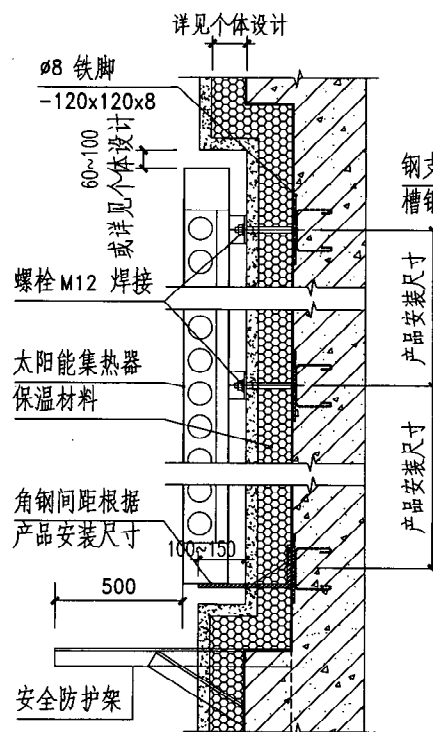 详见个体设计
ø8 铁脚
-120x120x8
60~100
或详见个体设计
钢支
槽钢
螺栓 M12 焊接
产品安装尺寸
太阳能集热器
保温材料
产品安装尺寸
角钢间距根据
产品安装尺寸
100~150
500
安全防护架